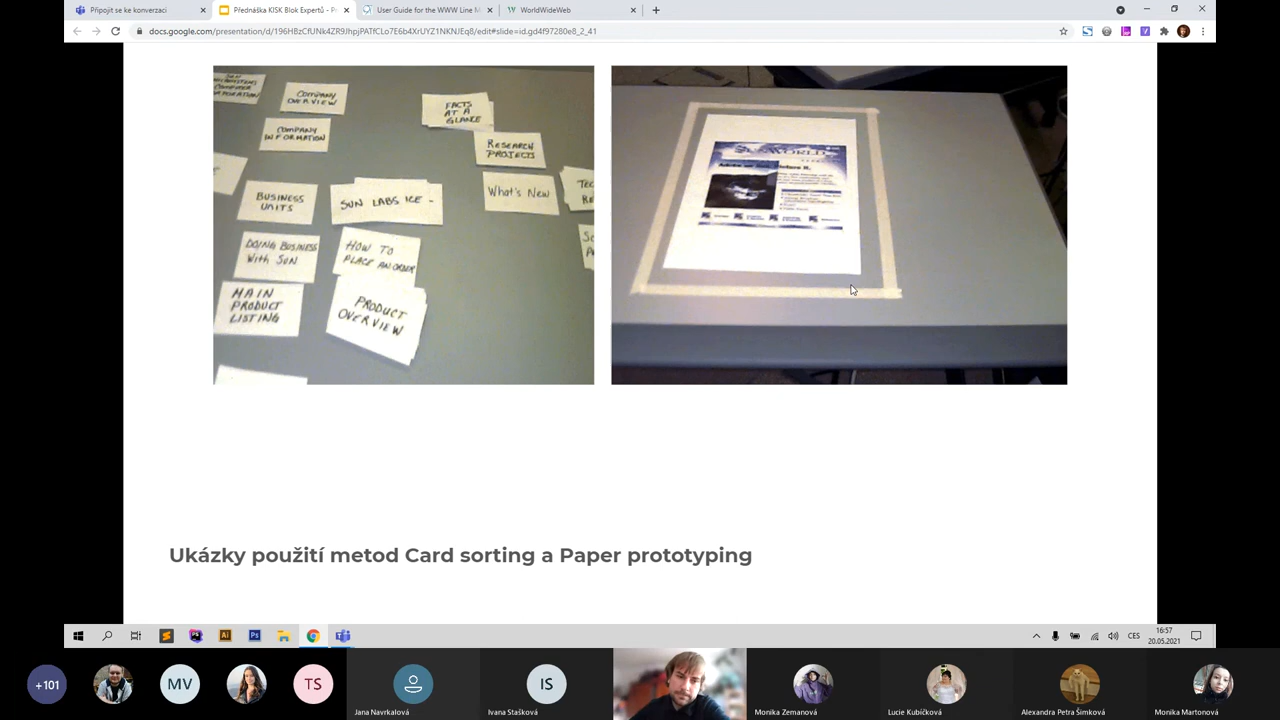 Připojit se ke konverzaci
Přednáška KISK Blok Expertů - P
User Guide for the WWW Line M
WorldWideWeb
docs.google.com/presentation/d/196HBzCfUNk4ZR9JhpjPATfCLo7E6b4XrUYZ1NKNJEq8/edit#slide=id.gd4f97280e8_2_41
COMPANY
OVERVIEW
FACTS
AT A
GLANCE
COMPANY
INFORMATION
RESEARCH
PROJECTS
BUSINESS
UNITS
SUN LABS ICE -
What's New
DOING BUSINESS
With SUN
HOW TO
PLACE AN ORDER
MAIN
PRODUCT
LISTING
PRODUCT
OVERVIEW
Ukázky použití metod Card sorting a Paper prototyping
CES
16:57
20.05.2021
+101
MV
TS
IS
Jana Navrkalová
Ivana Stašková
Monika Zemanová
Lucie Kubíčková
Alexandra Petra Šimková
Monika Martonová